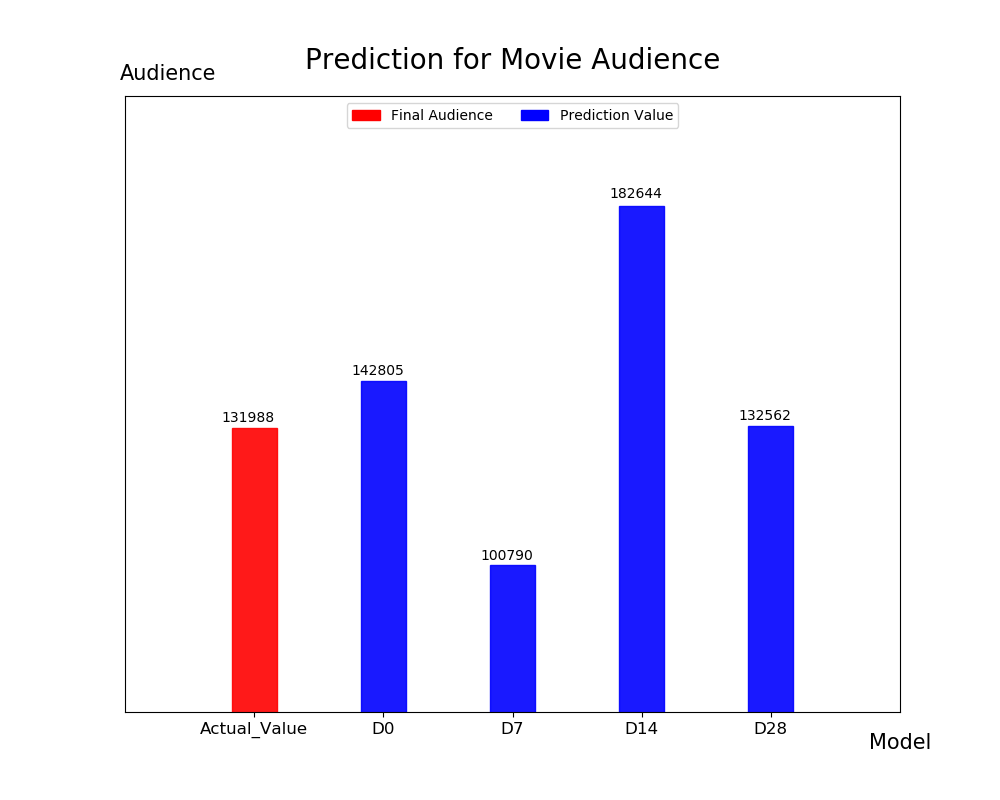 Prediction for Movie Audience
Audience
Final Audience Prediction Value
182644
142805
131988
132562
100790
Actual_Value D0 D7 D14 D28
Model